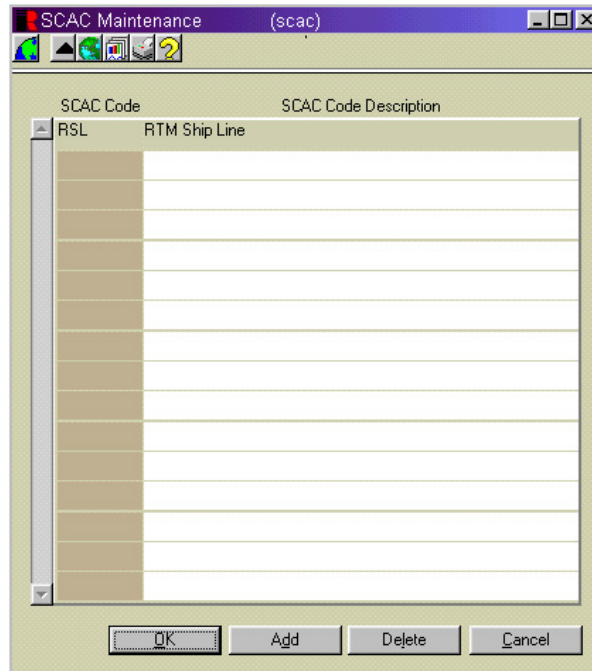 SCAC Maintenance (scac)
SCAC Code SCAC Code Description
RSL RTM Ship Line
OK Add Delete Cancel